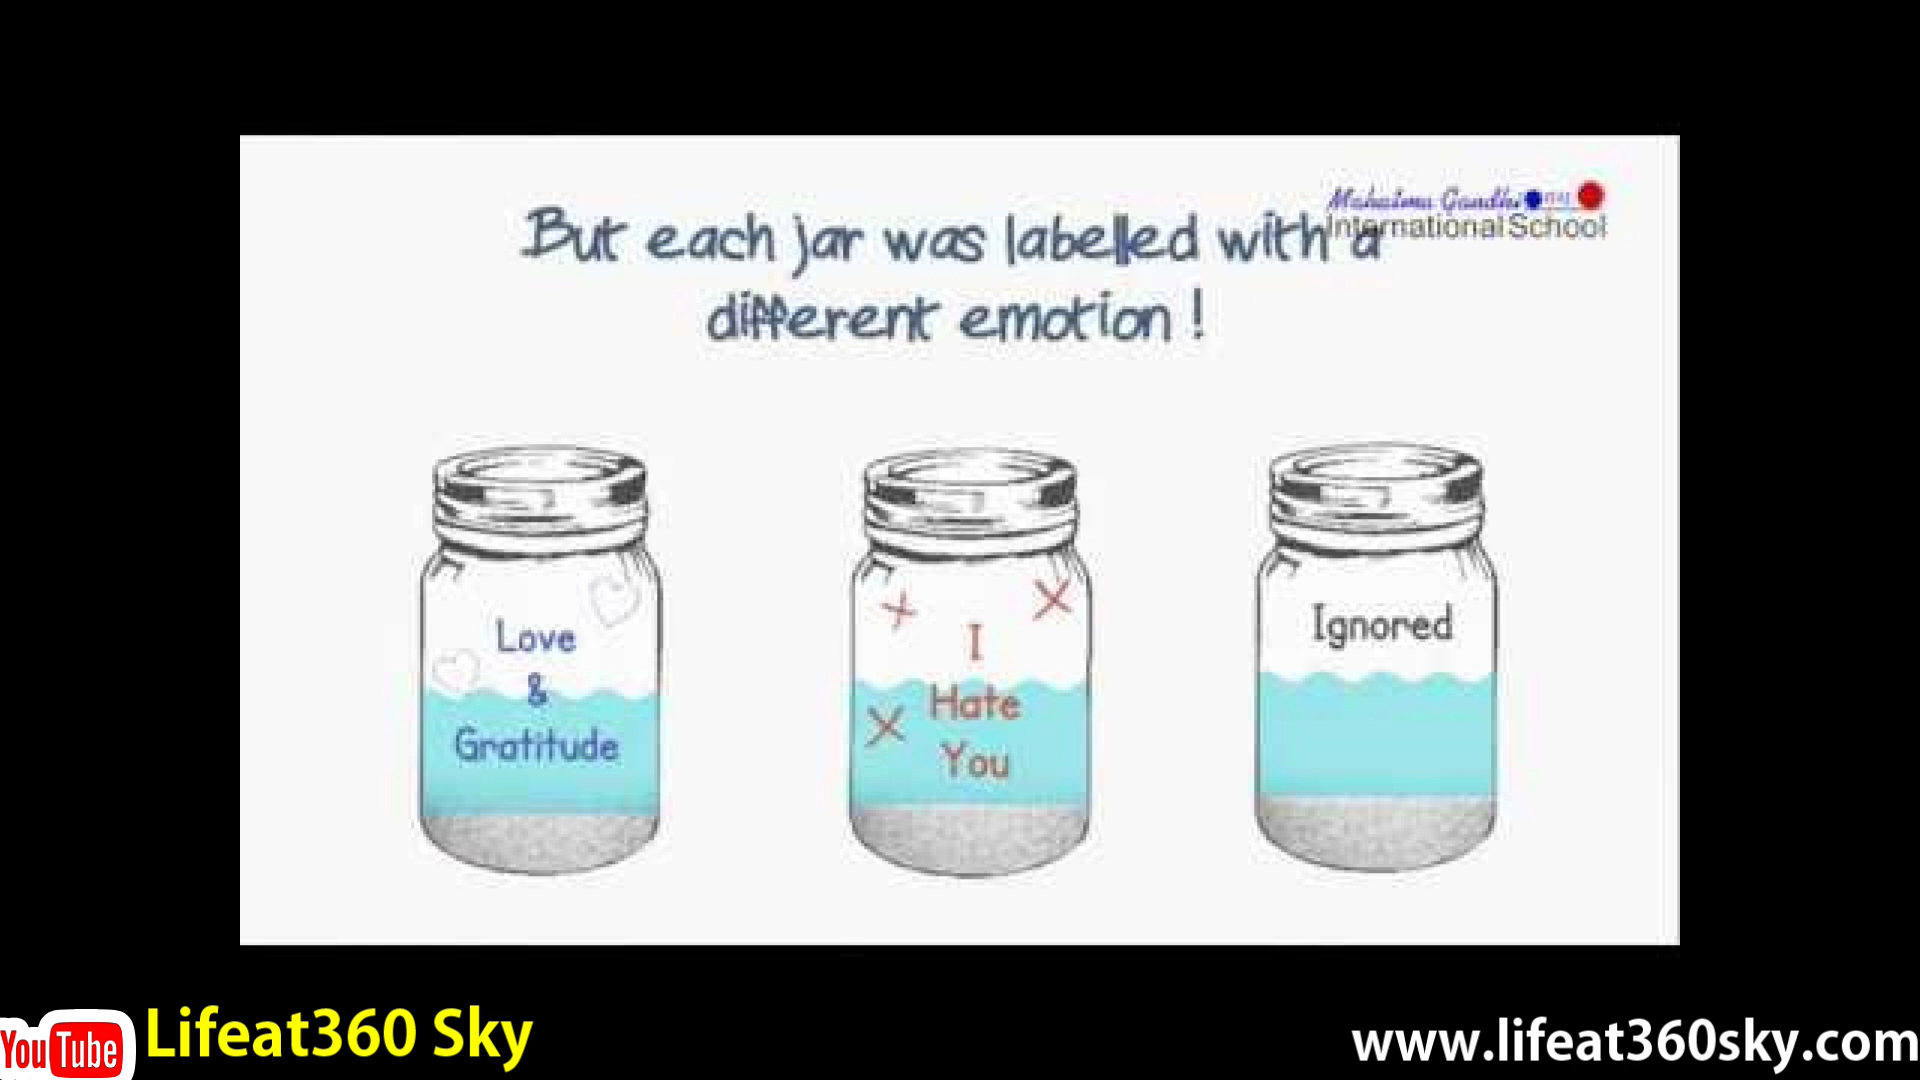 Mahatma Gandhi
International School
But each jar was labelled with a
different emotion !
Love
&
Gratitude
I
Hate
You
Ignored
YouTube
Lifeat360 Sky
www.lifeat360sky.com